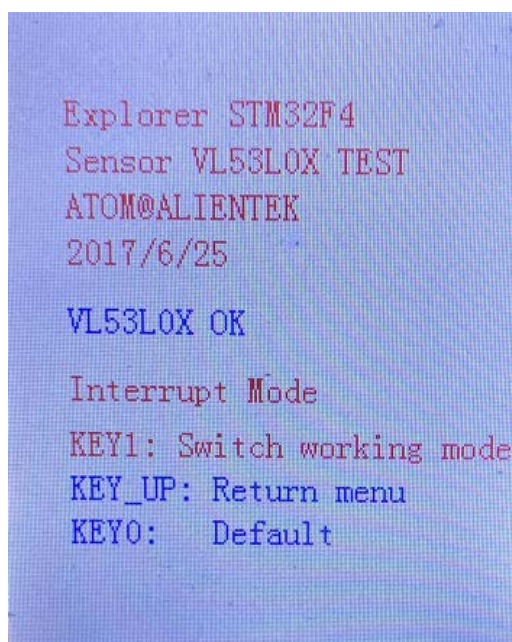 Explorer STM32F4
Sensor VL53L0X TEST
ATOM@ALIENTEK
2017/6/25
VL53L0X OK
Interrupt Mode
KEY1: Switch working mode
KEY_UP: Return menu
KEY0: Default